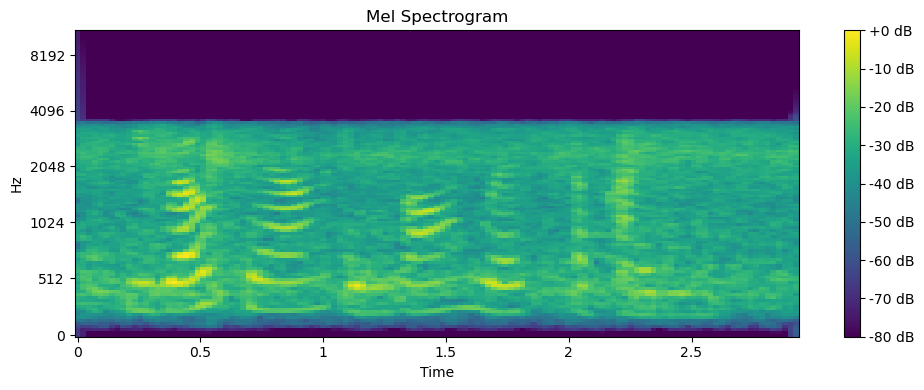 Mel Spectrogram
8192
4096
2048
1024
512
0
Hz
0
0.5
1
1.5
2
2.5
Time
+0 dB
-10 dB
-20 dB
-30 dB
-40 dB
-50 dB
-60 dB
-70 dB
-80 dB